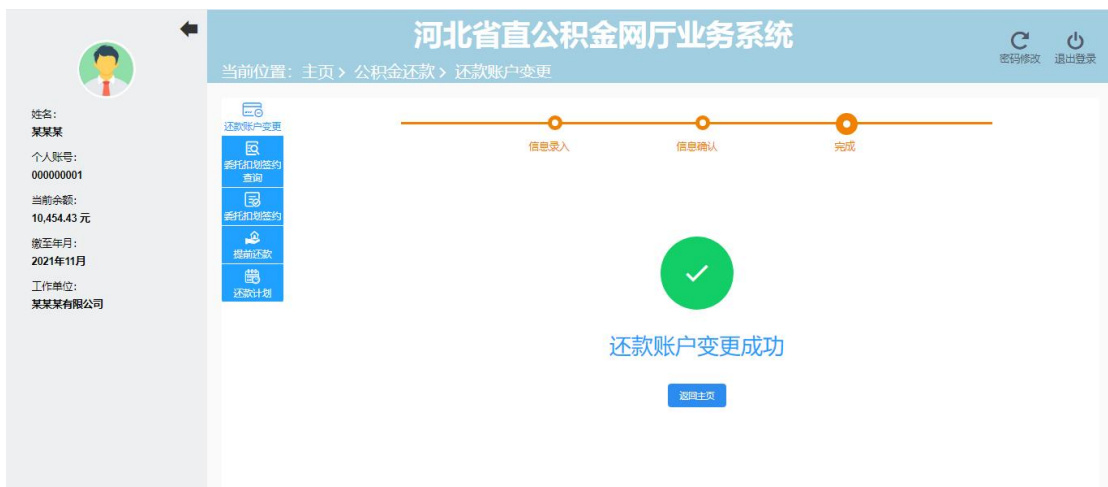 河北省直公积金网厅业务系统
当前位置：主页 > 公积金还款 > 还款账户变更
密码修改
退出登录
姓名：
某某某
个人账号：
000000001
当前余额：
10,454.43 元
缴至年月：
2021年11月
工作单位：
某某某有限公司
还款账户变更
委托扣划签约
查询
委托扣划签约
提前还款
还款计划
信息录入
信息确认
完成
还款账户变更成功
返回主页